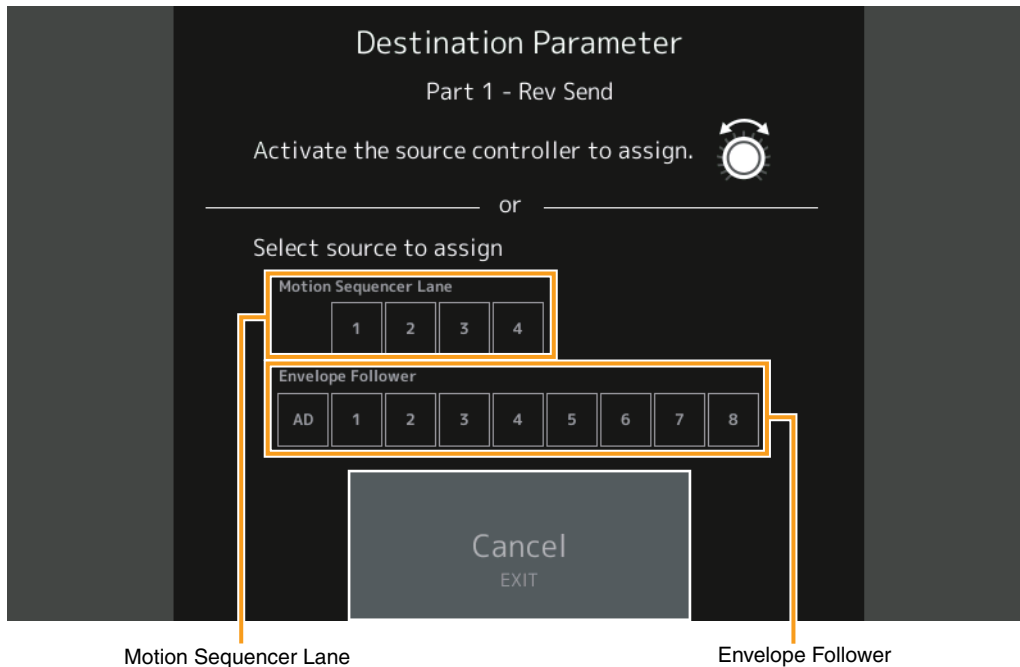 Destination Parameter
Part 1 - Rev Send
Activate the source controller to assign.
or
Select source to assign
Motion Sequencer Lane
1 2 3 4
Envelope Follower
AD 1 2 3 4 5 6 7 8
Cancel
EXIT
Motion Sequencer Lane Envelope Follower